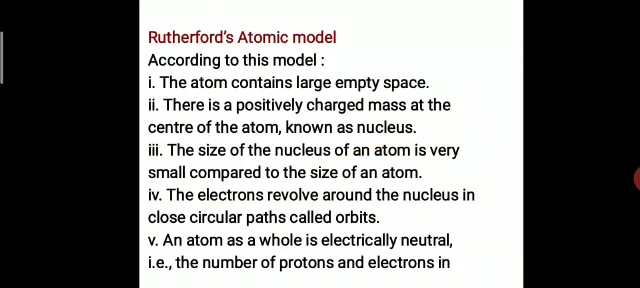 Rutherford's Atomic model
According to this model :
i. The atom contains large empty space.
ii. There is a positively charged mass at the
centre of the atom, known as nucleus.
iii. The size of the nucleus of an atom is very
small compared to the size of an atom.
iv. The electrons revolve around the nucleus in
close circular paths called orbits.
v. An atom as a whole is electrically neutral,
i.e., the number of protons and electrons in